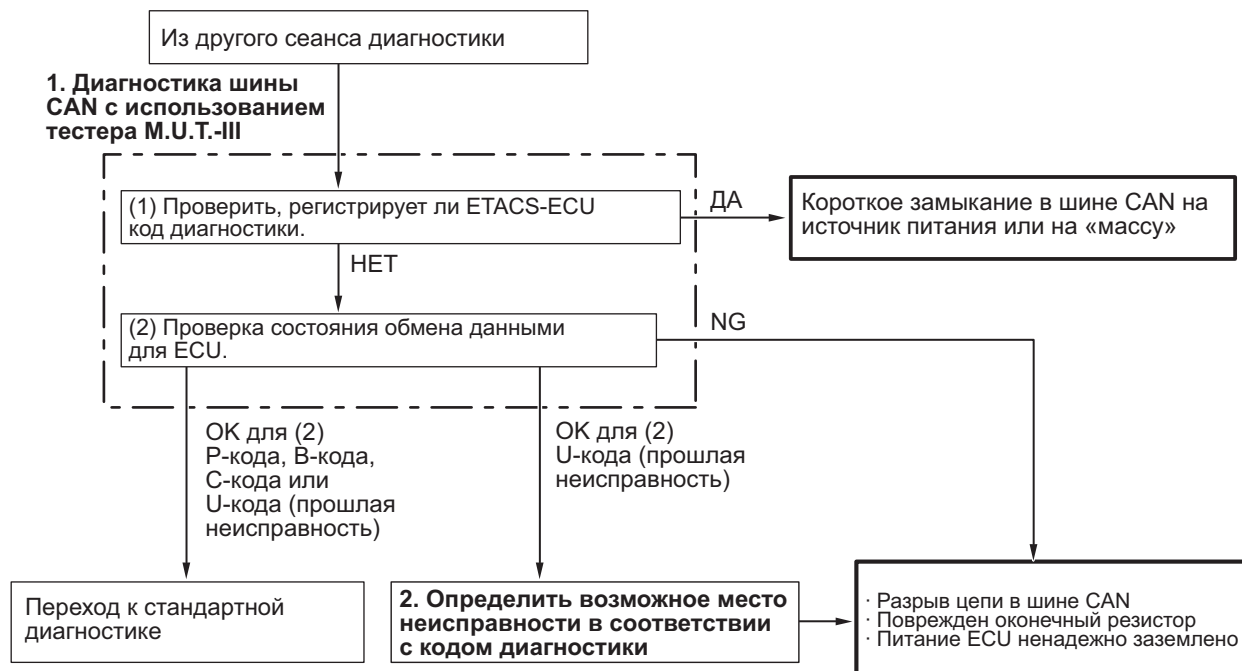 Из другого сеанса диагностики
1. Диагностика шины
CAN с использованием
тестера M.U.T.-III
(1) Проверить, регистрирует ли ETACS-ECU
код диагностики.
ДА
Короткое замыкание в шине CAN на
источник питания или на «массу»
НЕТ
(2) Проверка состояния обмена данными
для ECU.
NG
OK для (2)
P-кода, B-кода,
C-кода или
U-кода (прошлая
неисправность)
OK для (2)
U-кода (прошлая
неисправность)
Переход к стандартной
диагностике
2. Определить возможное место
неисправности в соответствии
с кодом диагностики
· Разрыв цепи в шине CAN
· Поврежден оконечный резистор
· Питание ECU ненадежно заземлено